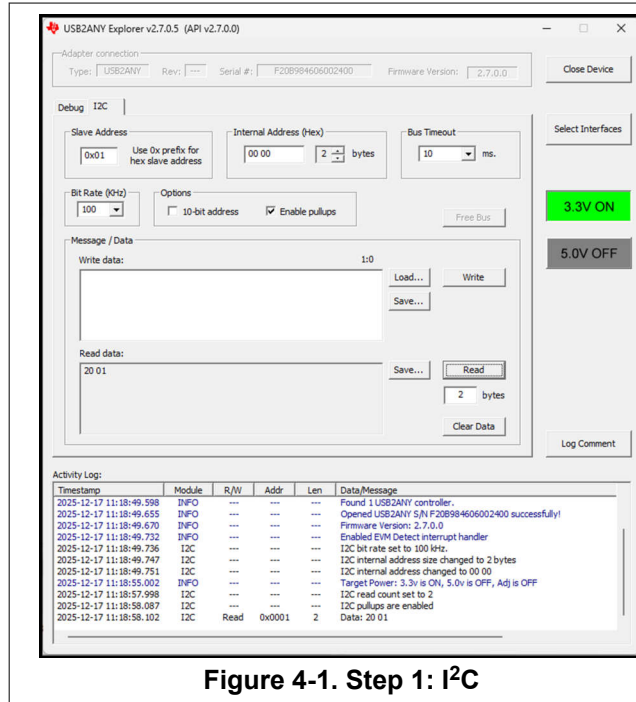 USB2ANY Explorer v2.7.0.5 (API v2.7.0.0)
Adapter connection
Type: USB2ANY Rev: --- Serial #: F20B984606002400 Firmware Version: 2.7.0.0
Close Device
Debug I2C
Select Interfaces
Slave Address
0x01
Use 0x prefix for
hex slave address
Internal Address (Hex)
00 00 2 bytes
Bus Timeout
10 ms.
Bit Rate (KHz)
100
Options
10-bit address Enable pullups
Free Bus
3.3V ON
5.0V OFF
Message / Data
Write data: 1:0
Load... Write
Save...
Read data:
20 01
Save... Read
2 bytes
Clear Data
Log Comment
Activity Log:
Timestamp Module R/W Addr Len Data/Message
2025-12-17 11:18:49.598 INFO --- --- --- Found 1 USB2ANY controller.
2025-12-17 11:18:49.655 INFO --- --- --- Opened USB2ANY S/N F20B984606002400 successfully!
2025-12-17 11:18:49.670 INFO --- --- --- Firmware Version: 2.7.0.0
2025-12-17 11:18:49.732 INFO --- --- --- Enabled EVM Detect interrupt handler
2025-12-17 11:18:49.736 I2C --- --- --- I2C bit rate set to 100 kHz.
2025-12-17 11:18:49.747 I2C --- --- --- I2C internal address size changed to 2 bytes
2025-12-17 11:18:49.751 I2C --- --- --- I2C internal address changed to 00 00
2025-12-17 11:18:55.002 INFO --- --- --- Target Power: 3.3v is ON, 5.0v is OFF, Adj is OFF
2025-12-17 11:18:57.998 I2C --- --- --- I2C read count set to 2
2025-12-17 11:18:58.087 I2C --- --- --- I2C pullups are enabled
2025-12-17 11:18:58.102 I2C Read 0x0001 2 Data: 20 01
Figure 4-1. Step 1: I²C